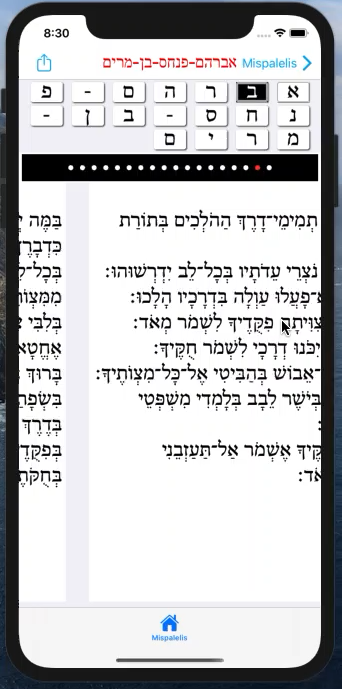 8:30
אברהם-פנחס-בן-מרים Mispalelis
א ב ר ה ם - פ
נ ח ס - ב ן -
מ ר י ם
תְמִימֵי־דָרֶךְ הַהֹלְכִים בְּתוֹרַת
נֹצְרֵי עֵדֹתָיו בְּכָל־לֵב יִדְרְשׁוּהוּ:
א־פָעֲלוּ עַוְלָה בִּדְרָכָיו הָלָכוּ:
צִוִּיתָה פִקֻּדֶיךָ לִשְׁמֹר מְאֹד:
יִכֹּנוּ דְרָכָי לִשְׁמֹר חֻקֶּיךָ:
־אֵבוֹשׁ בְּהַבִּיטִי אֶל־כָּל־מִצְוֹתֶיךָ:
בְּיֹשֶׁר לֵבָב בְּלָמְדִי מִשְׁפְּטֵי
:
קֶּיךָ אֶשְׁמֹר אַל־תַּעַזְבֵנִי
אֹד:
בַּמֶּה
כִּדְבָרֶ
בְּכָל־
מִמִּצְוֹ
בְּלִבִּי
אֶחֱטָא
בָּרוּךְ
בִּשְׂפָתַ
בְּדֶרֶךְ
בְּפִקֻּדֶ
בְּחֻקֹּתֶ
Mispalelis